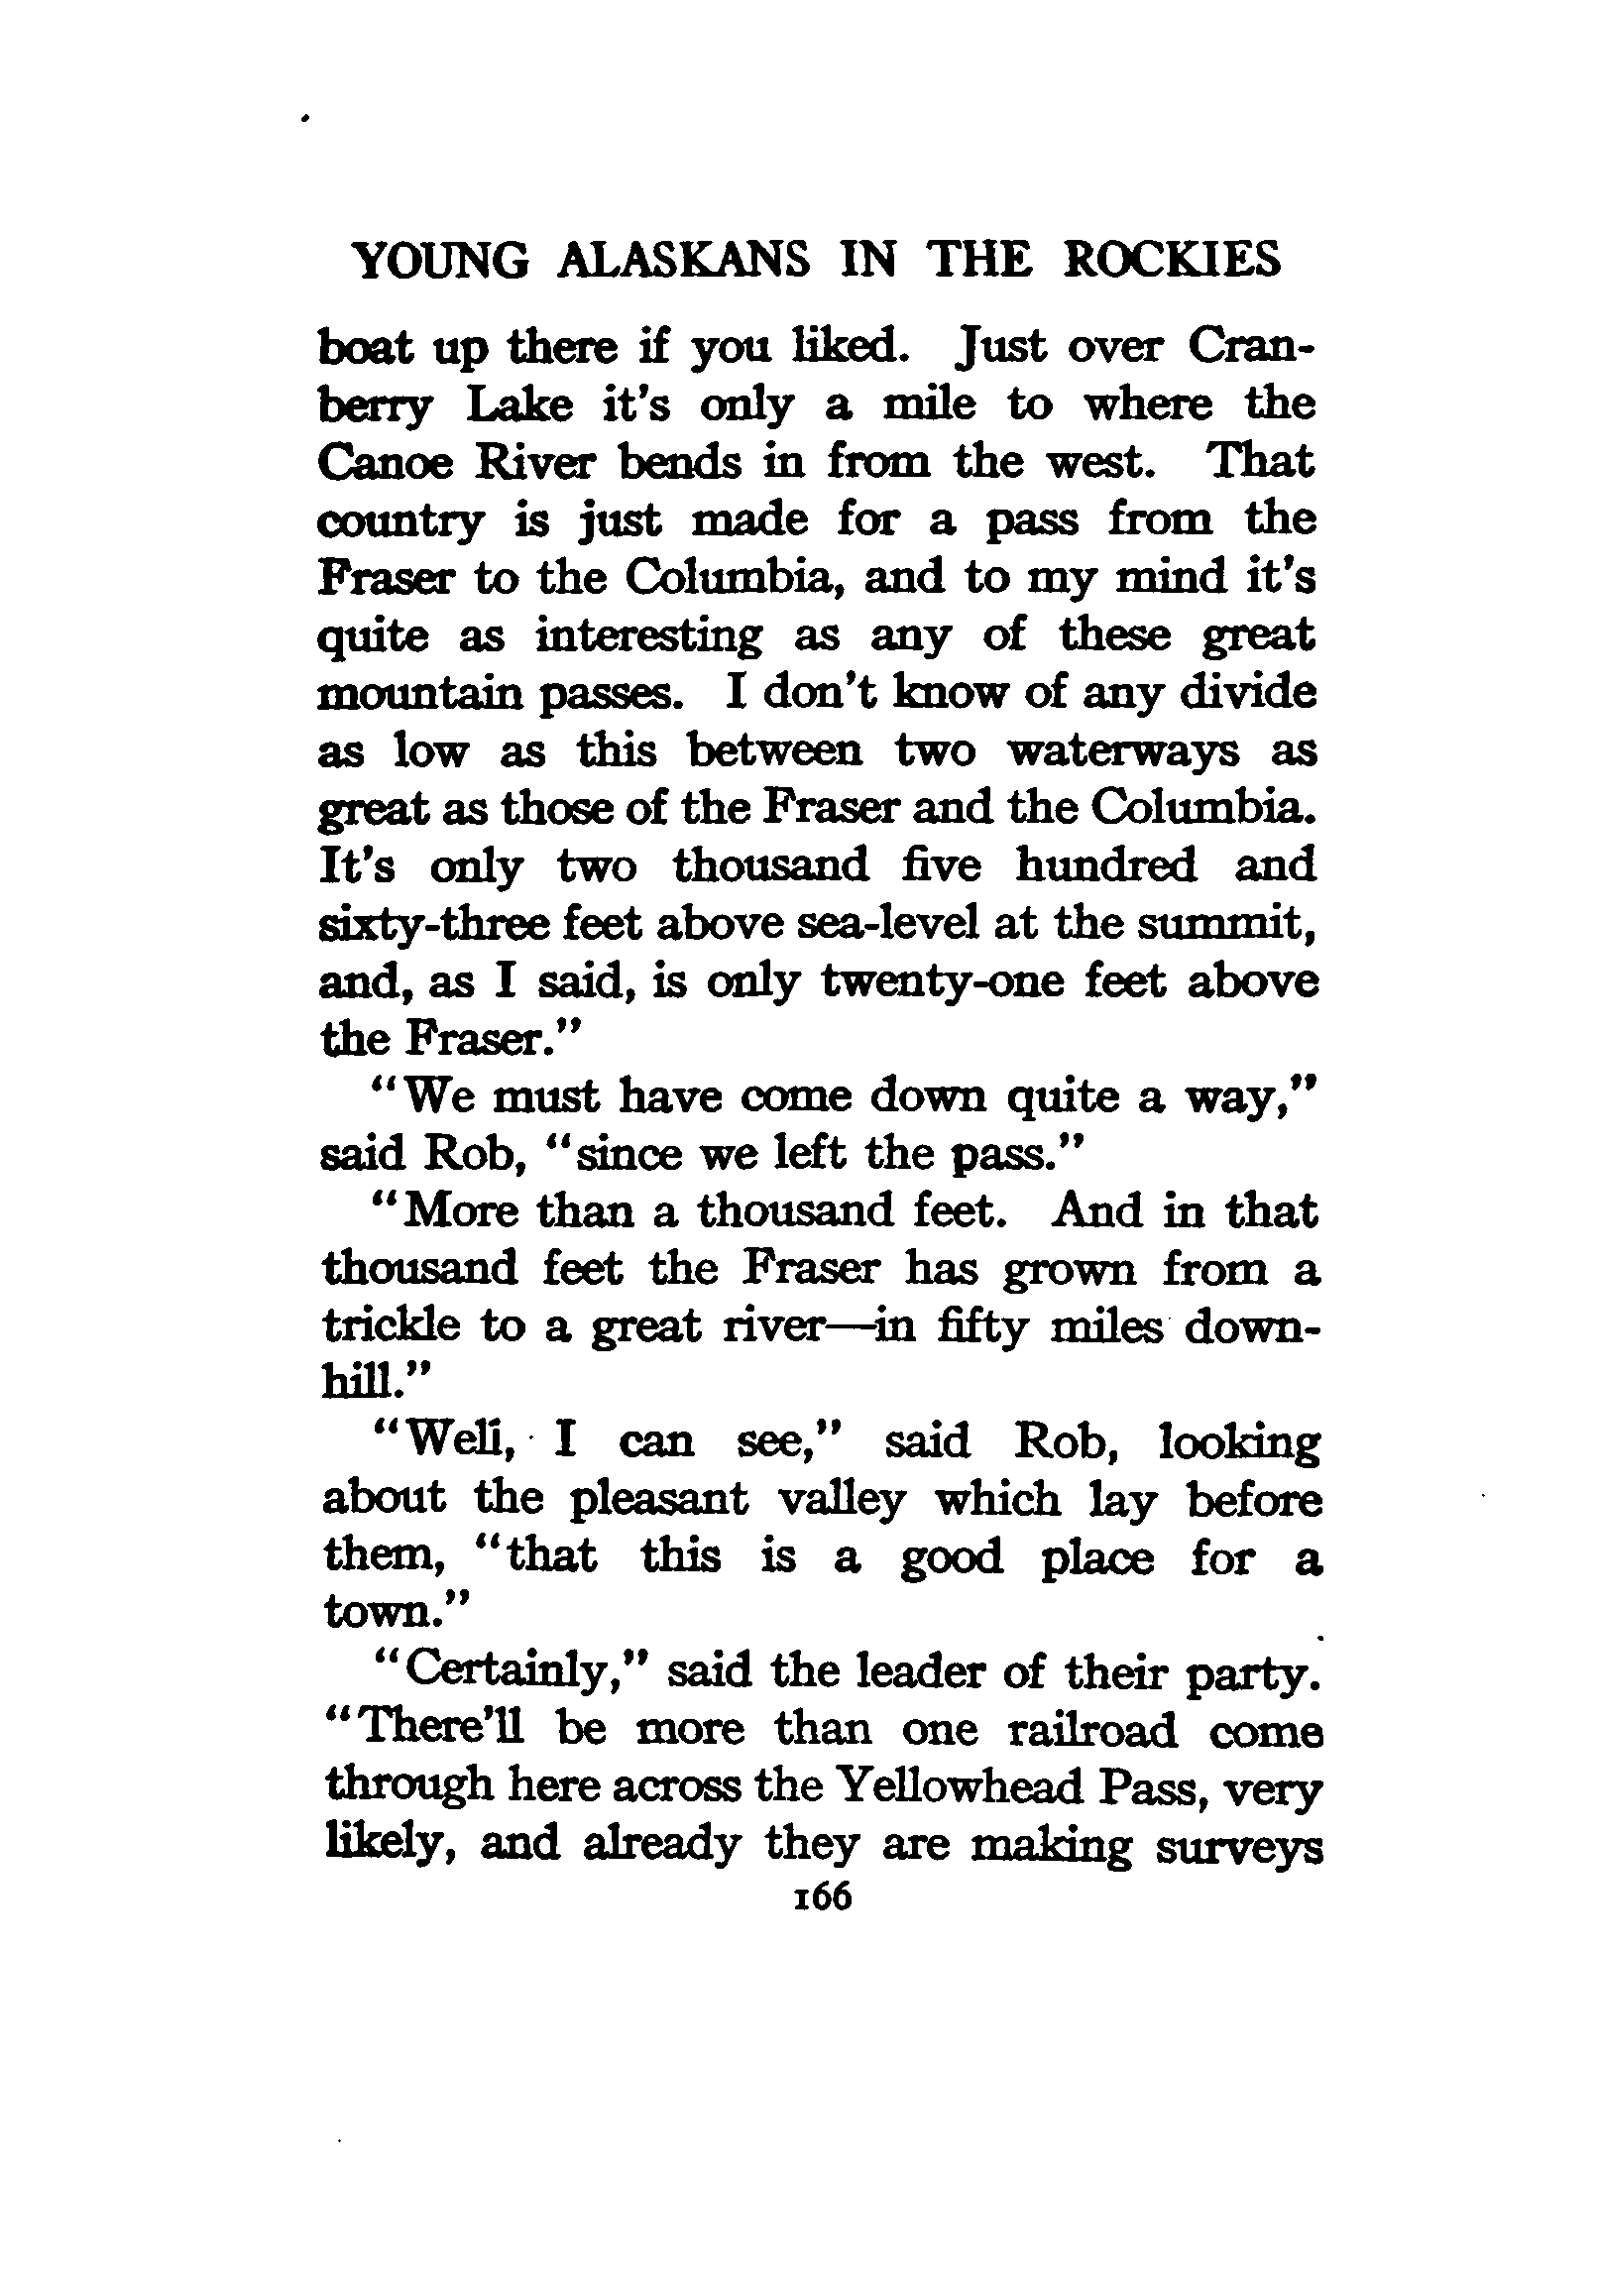 YOUNG ALASKANS IN THE ROCKIES
boat up there if you liked. Just over Cran-
berry Lake it's only a mile to where the
Canoe River bends in from the west. That
country is just made for a pass from the
Fraser to the Columbia, and to my mind it's
quite as interesting as any of these great
mountain passes. I don't know of any divide
as low as this between two waterways as
great as those of the Fraser and the Columbia.
It's only two thousand five hundred and
sixty-three feet above sea-level at the summit,
and, as I said, is only twenty-one feet above
the Fraser."
"We must have come down quite a way,"
said Rob, "since we left the pass."
"More than a thousand feet. And in that
thousand feet the Fraser has grown from a
trickle to a great river—in fifty miles down-
hill."
"Well, I can see," said Rob, looking
about the pleasant valley which lay before
them, "that this is a good place for a
town."
"Certainly," said the leader of their party.
"There'll be more than one railroad come
through here across the Yellowhead Pass, very
likely, and already they are making surveys
166